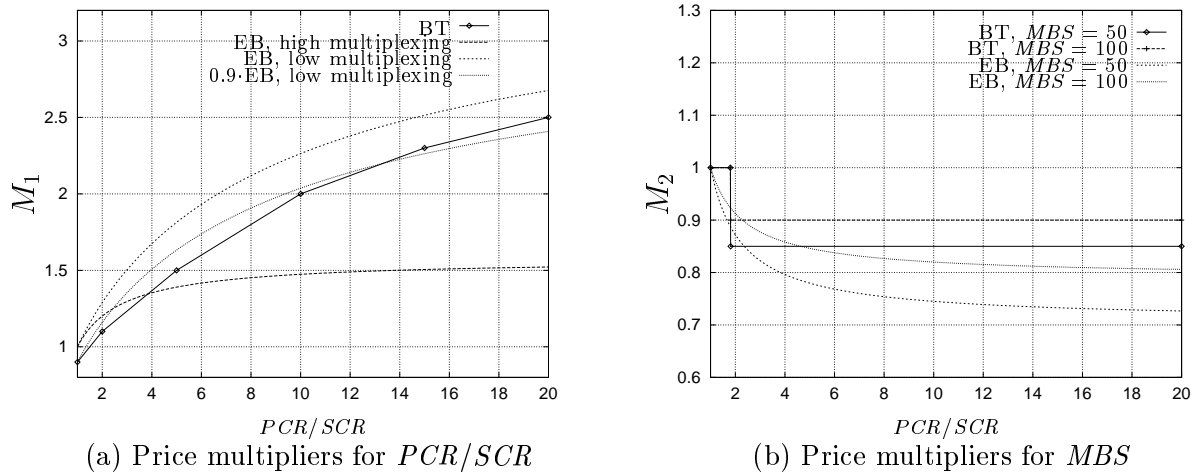 3
2.5
2
1.5
1
M1
BT
EB, high multiplexing
EB, low multiplexing
0.9·EB, low multiplexing
2 4 6 8 10 12 14 16 18 20
PCR/SCR
(a) Price multipliers for PCR/SCR
1.3
1.2
1.1
1
0.9
0.8
0.7
0.6
M2
BT, MBS = 50
BT, MBS = 100
EB, MBS = 50
EB, MBS = 100
2 4 6 8 10 12 14 16 18 20
PCR/SCR
(b) Price multipliers for MBS